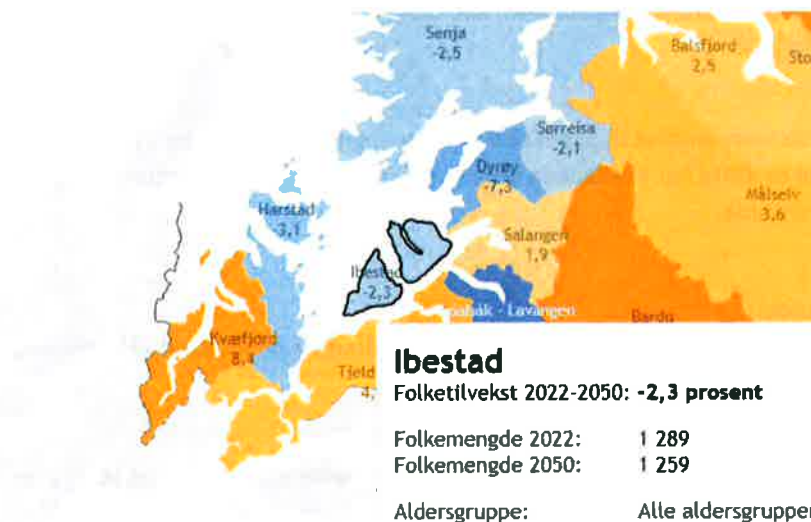 Senja
-2,5
Balsfjord
2,5
Sto
Sørreisa
-2,1
Dyrøy
-7,3
Målselv
3,6
Harstad
-3,1
Salangen
1,9
Ibestad
-2,3
- Lavangen
Bardu
Kvæfjord
8,4
Tjeld
4,
Ibestad
Folketilvekst 2022-2050: -2,3 prosent
Folkemengde 2022: 1 289
Folkemengde 2050: 1 259
Aldersgruppe: Alle aldersgrupper